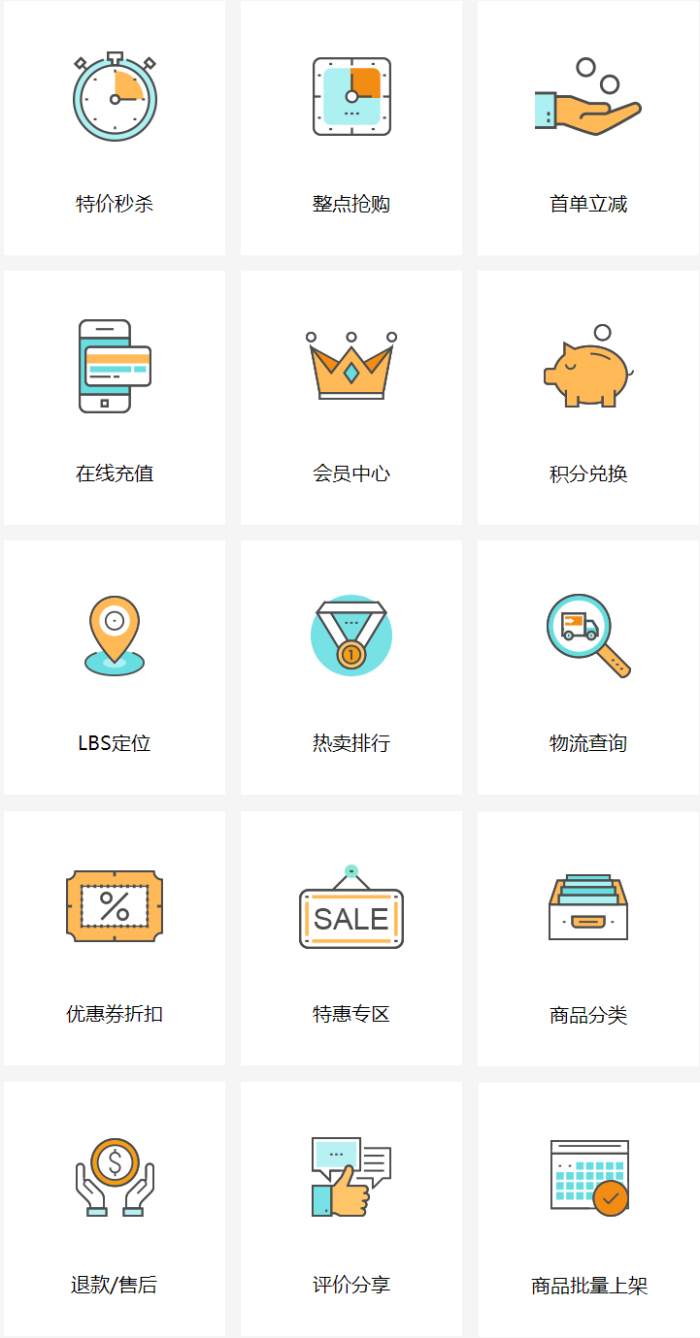 特价秒杀
整点抢购
首单立减
在线充值
会员中心
积分兑换
LBS定位
1
热卖排行
物流查询
%
优惠券折扣
SALE
特惠专区
商品分类
$
退款/售后
评价分享
商品批量上架